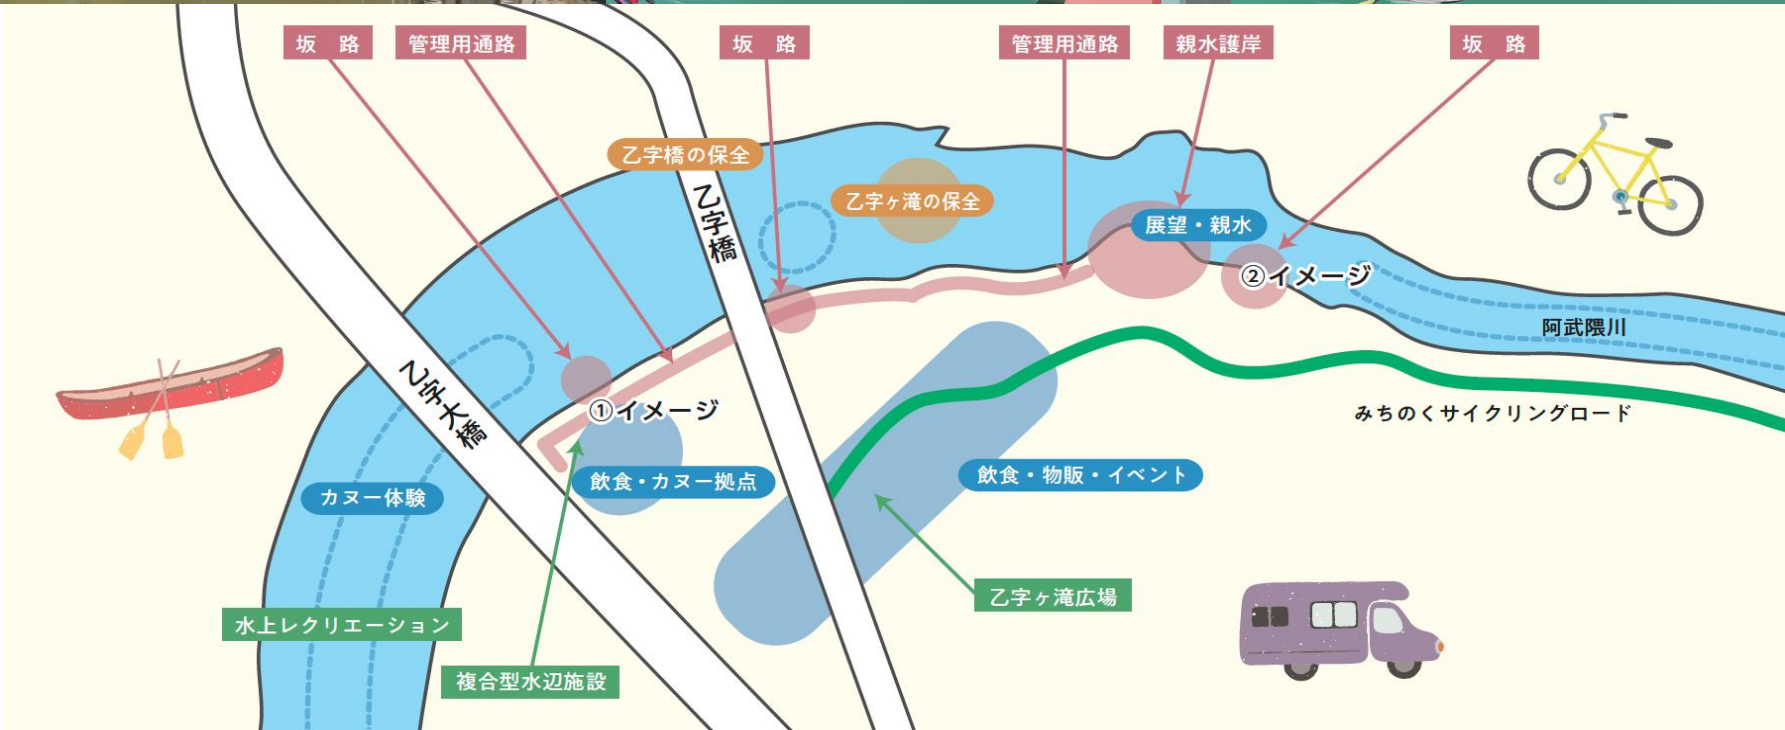 坂　路
管理用通路
坂　路
管理用通路
親水護岸
坂　路
乙字橋の保全
乙字橋
乙字ヶ滝の保全
展望・親水
②イメージ
阿武隈川
乙字大橋
①イメージ
みちのくサイクリングロード
カヌー体験
飲食・カヌー拠点
飲食・物販・イベント
乙字ヶ滝広場
水上レクリエーション
複合型水辺施設